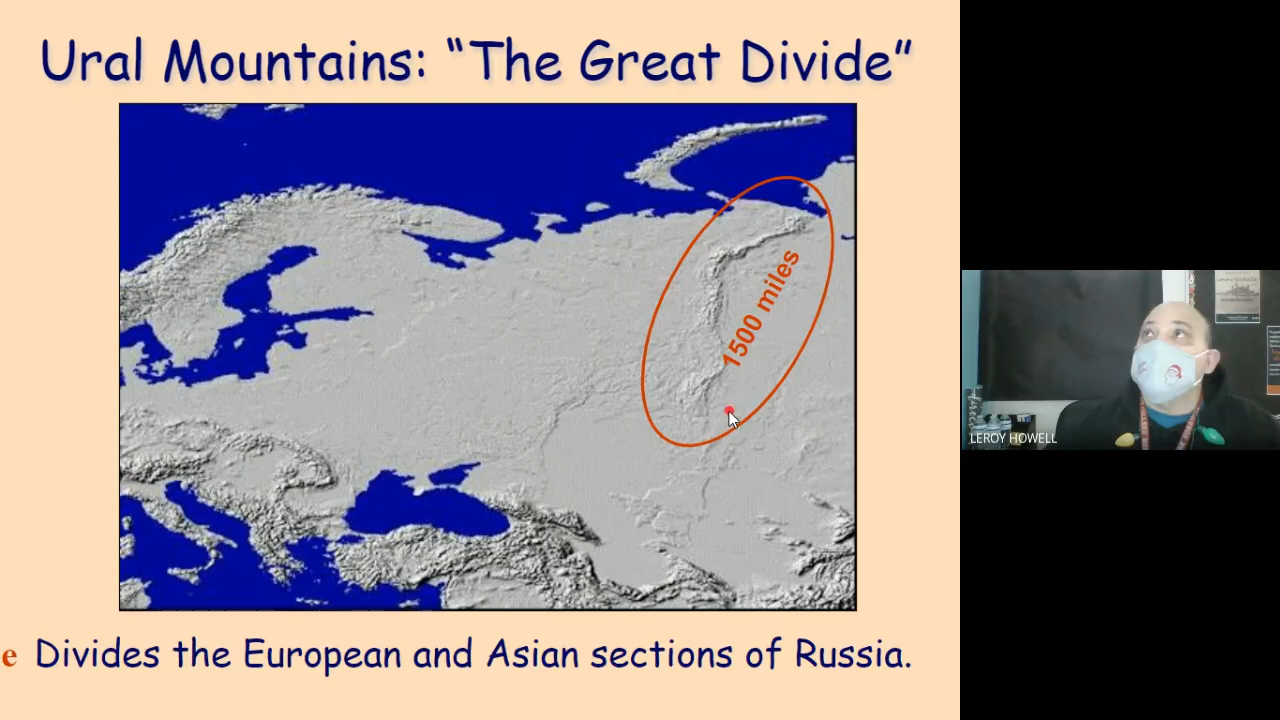 Ural Mountains: “The Great Divide”
1500 miles
e Divides the European and Asian sections of Russia.
LEROY HOWELL